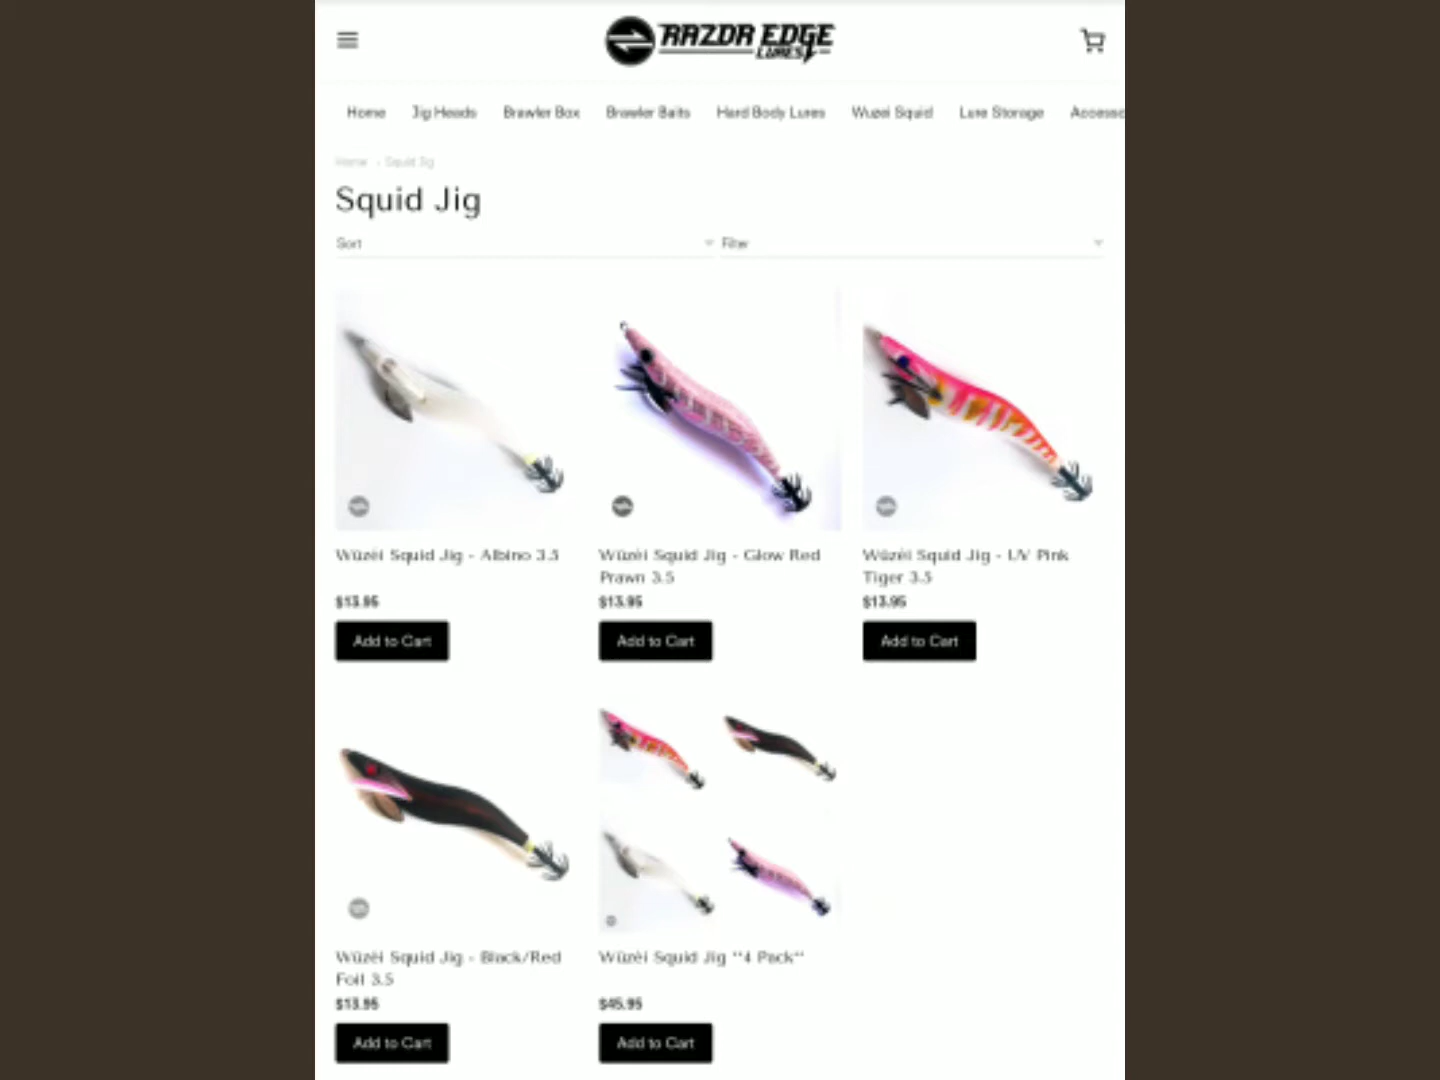 RAZOR EDGE
LURES
Home Jig Heads Brawler Box Brawler Baits Hard Body Lures Wuzei Squid Lure Storage Accesso
Home › Squid Jig
Squid Jig
Sort Filter
Wūzéi Squid Jig - Albino 3.5
$13.95
Add to Cart
Wūzéi Squid Jig - Glow Red
Prawn 3.5
$13.95
Add to Cart
Wūzéi Squid Jig - UV Pink
Tiger 3.5
$13.95
Add to Cart
Wūzéi Squid Jig - Black/Red
Foil 3.5
$13.95
Add to Cart
Wūzéi Squid Jig **4 Pack**
$45.95
Add to Cart